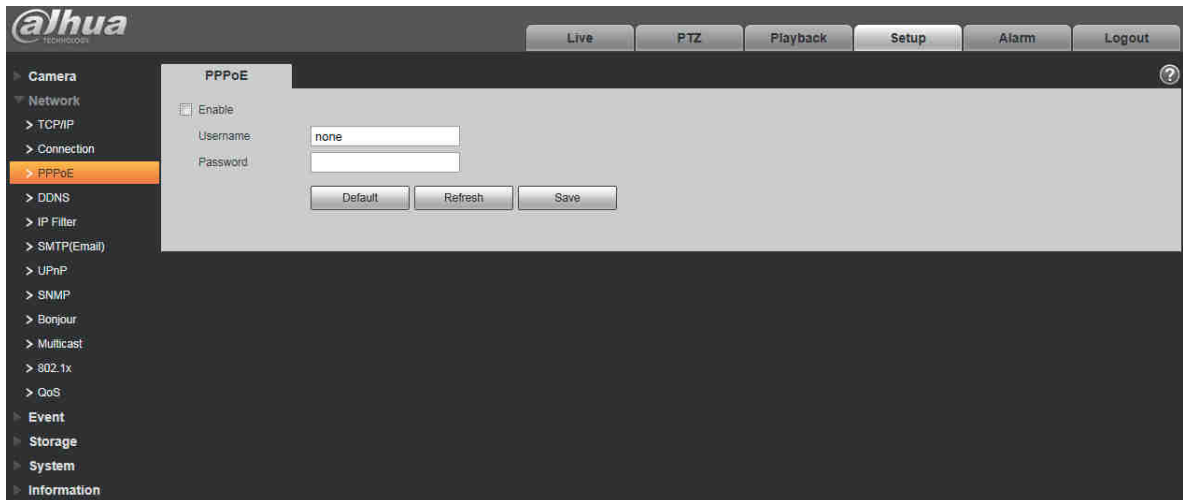 alhua
TECHNOLOGY
Live PTZ Playback Setup Alarm Logout
Camera
Network
> TCP/IP
> Connection
> PPPoE
> DDNS
> IP Filter
> SMTP(Email)
> UPnP
> SNMP
> Bonjour
> Multicast
> 802.1x
> QoS
Event
Storage
System
Information
PPPoE
?
Enable
Username none
Password
Default Refresh Save